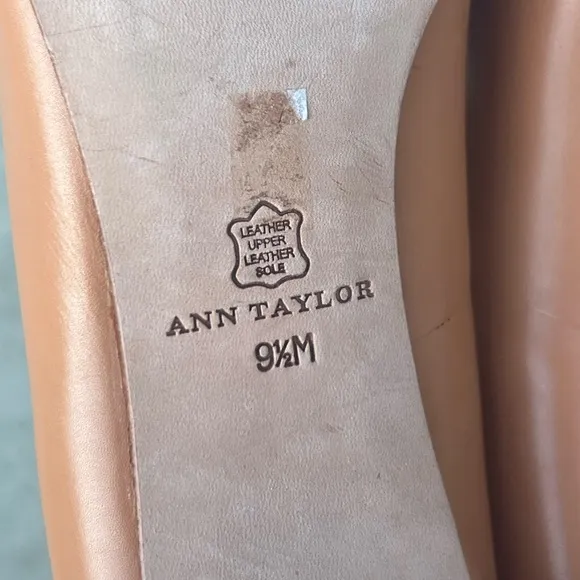 LEATHER
UPPER
LEATHER
SOLE
ANN TAYLOR
9½M